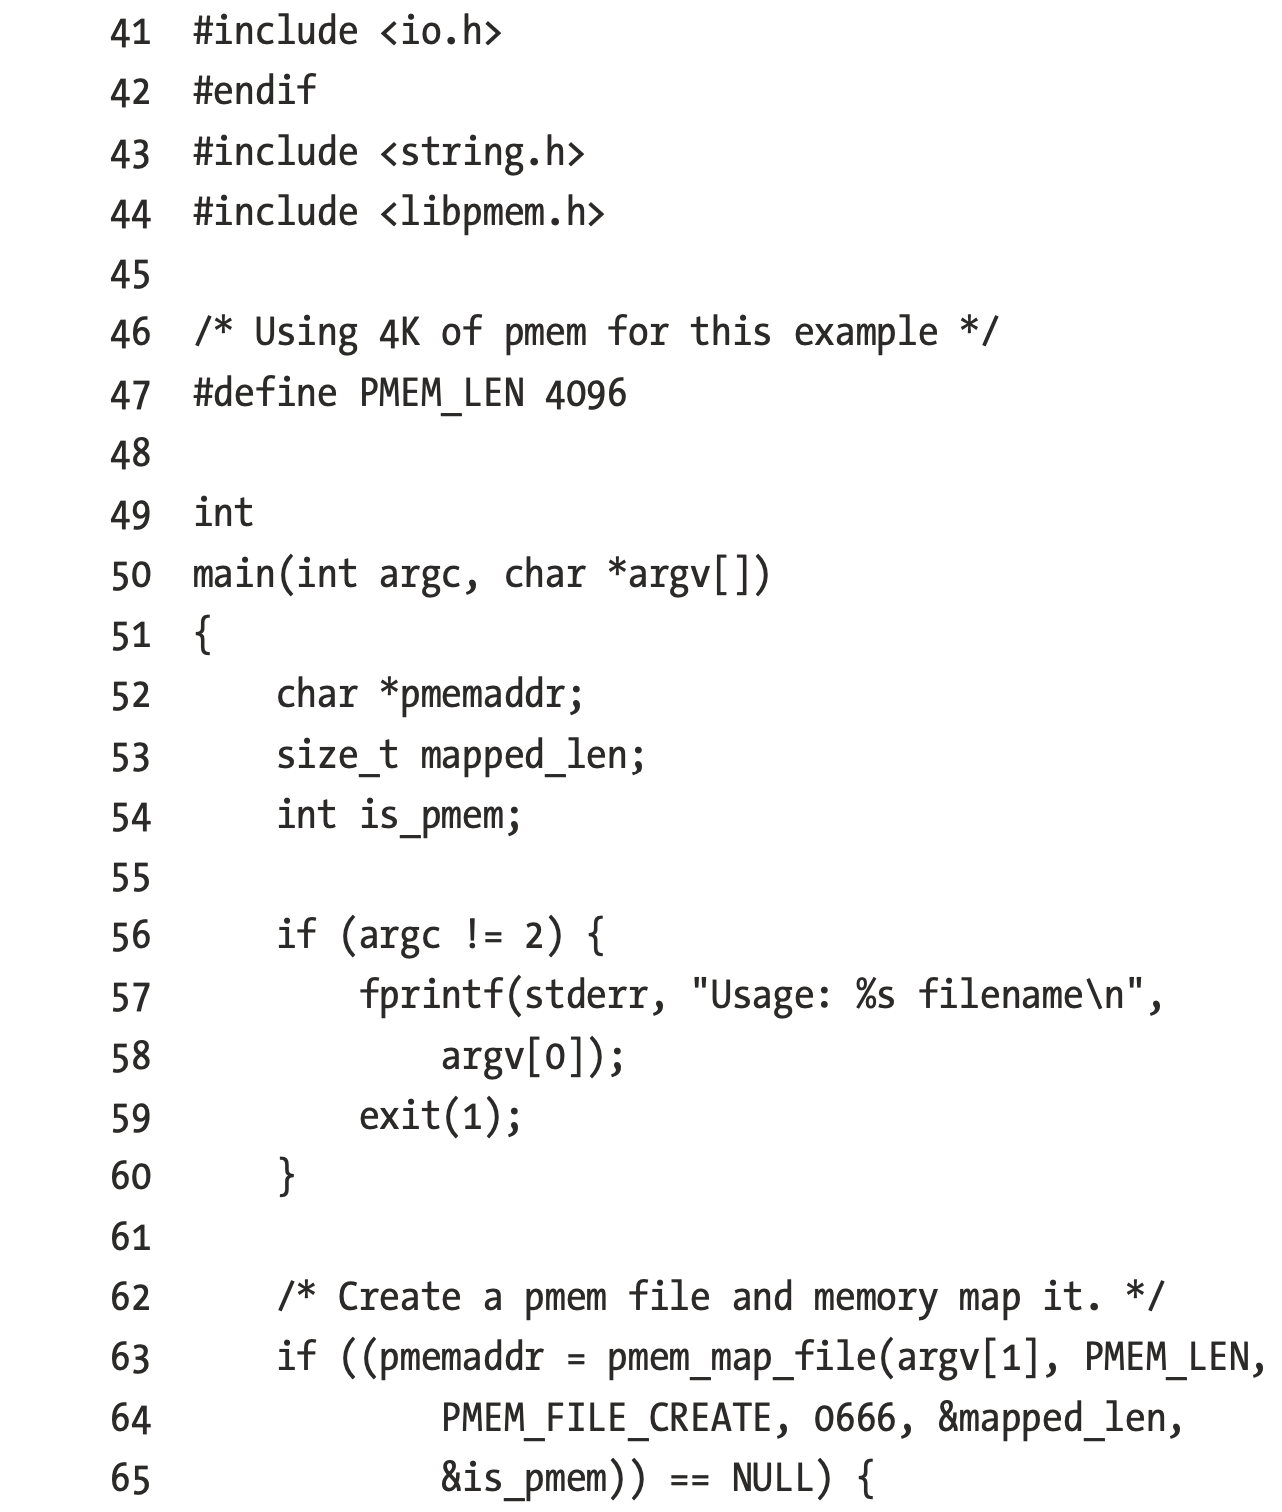 41  #include <io.h>
42  #endif
43  #include <string.h>
44  #include <libpmem.h>
45
46  /* Using 4K of pmem for this example */
47  #define PMEM_LEN 4096
48
49  int
50  main(int argc, char *argv[])
51  {
52      char *pmemaddr;
53      size_t mapped_len;
54      int is_pmem;
55
56      if (argc != 2) {
57          fprintf(stderr, "Usage: %s filename\n",
58              argv[0]);
59          exit(1);
60      }
61
62      /* Create a pmem file and memory map it. */
63      if ((pmemaddr = pmem_map_file(argv[1], PMEM_LEN,
64              PMEM_FILE_CREATE, 0666, &mapped_len,
65              &is_pmem)) == NULL) {